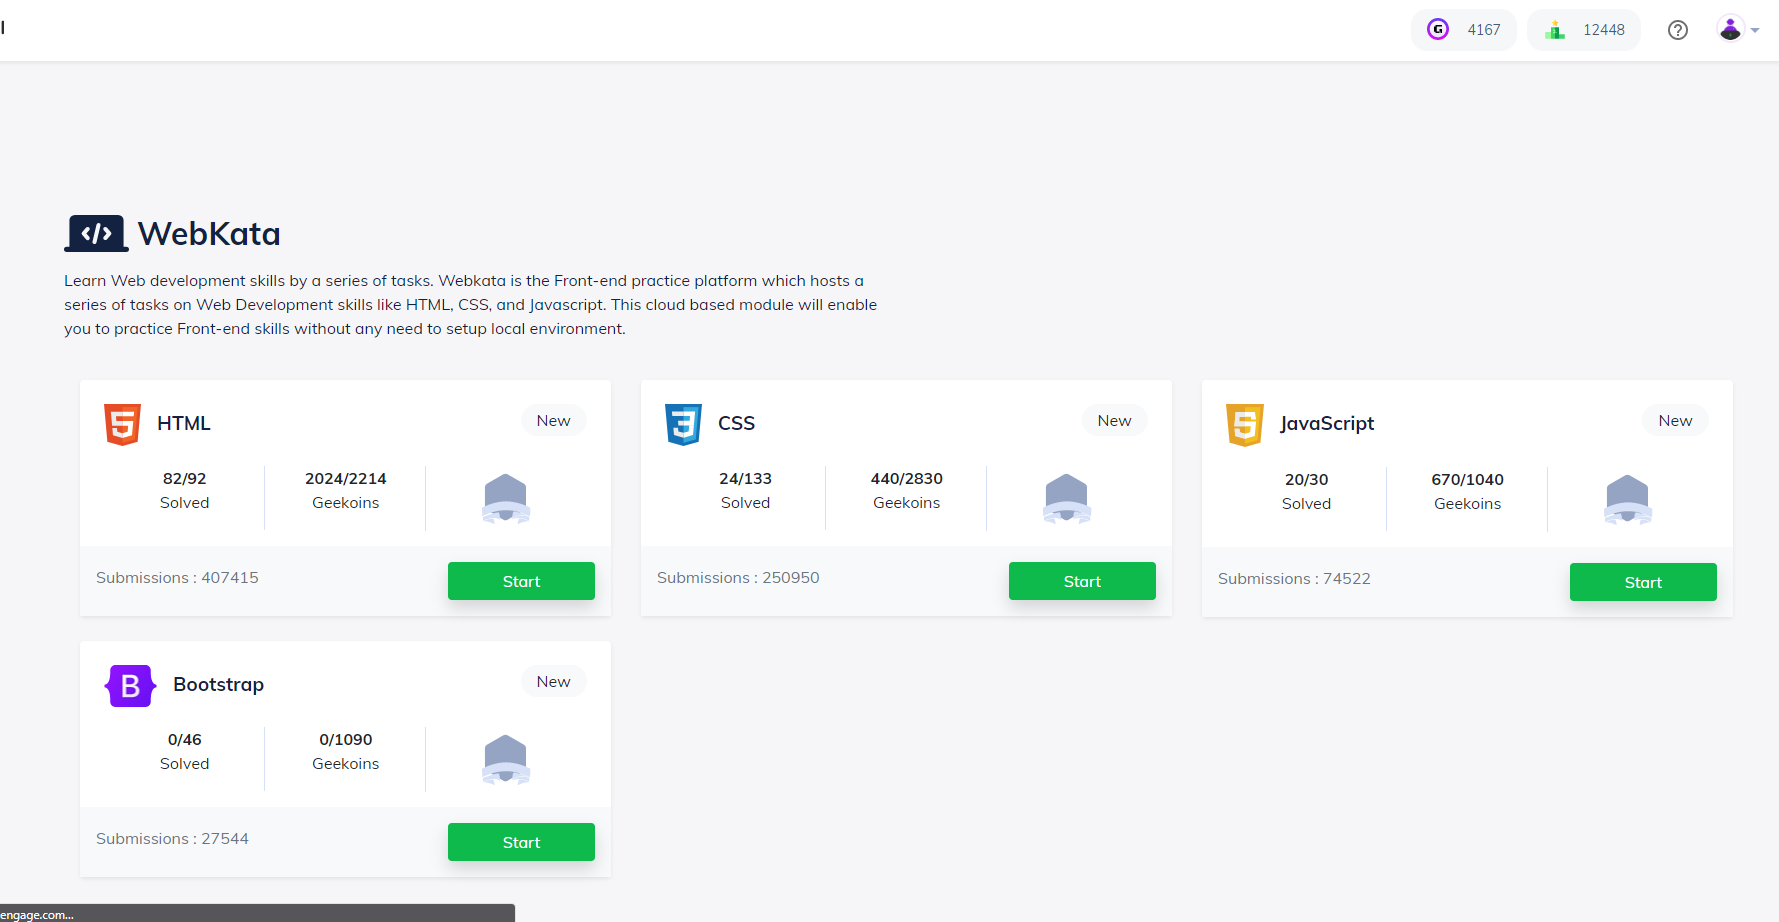 4167
12448
WebKata
Learn Web development skills by a series of tasks. Webkata is the Front-end practice platform which hosts a
series of tasks on Web Development skills like HTML, CSS, and Javascript. This cloud based module will enable
you to practice Front-end skills without any need to setup local environment.
HTML
New
82/92
Solved
2024/2214
Geekoins
Submissions : 407415
Start
CSS
New
24/133
Solved
440/2830
Geekoins
Submissions : 250950
Start
JavaScript
New
20/30
Solved
670/1040
Geekoins
Submissions : 74522
Start
B
Bootstrap
New
0/46
Solved
0/1090
Geekoins
Submissions : 27544
Start
engage.com...